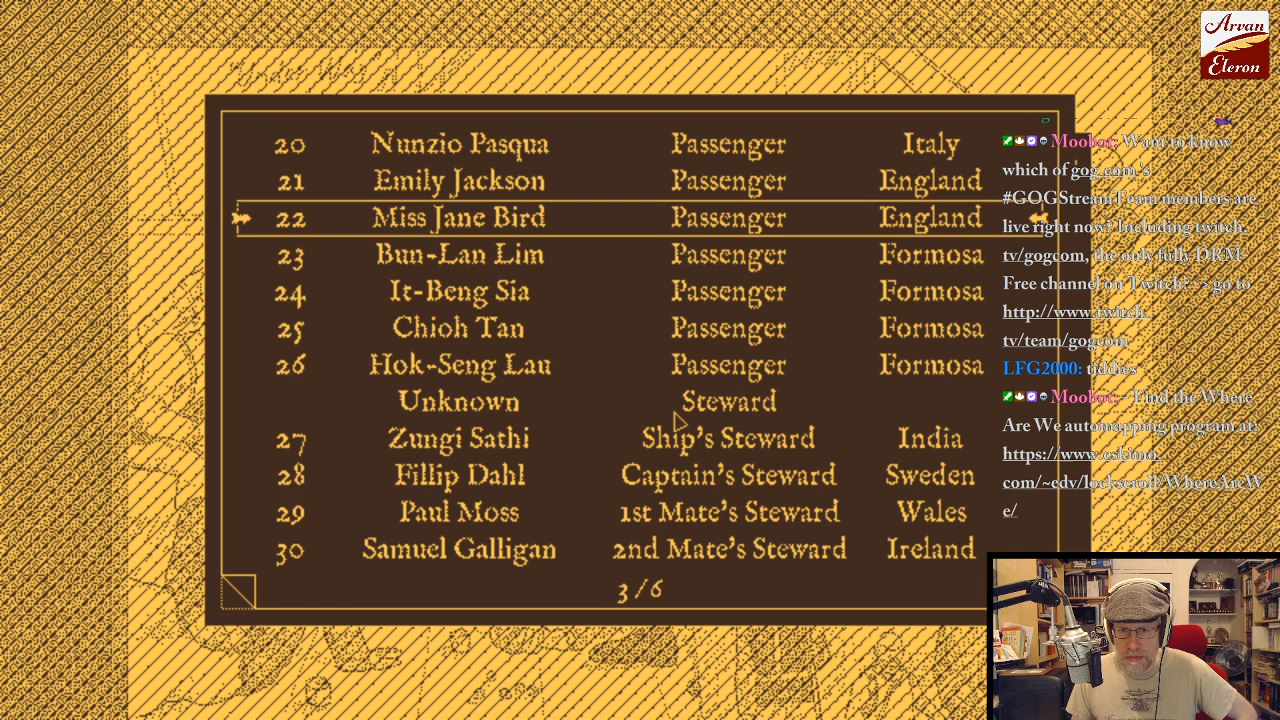 Arvan
Eleron
20 Nunzio Pasqua Passenger Italy
21 Emily Jackson Passenger England
22 Miss Jane Bird Passenger England
23 Bun-Lan Lim Passenger Formosa
24 It-Beng Sia Passenger Formosa
25 Chioh Tan Passenger Formosa
26 Hok-Seng Lau Passenger Formosa
Unknown Steward
27 Zungi Sathi Ship's Steward India
28 Fillip Dahl Captain's Steward Sweden
29 Paul Moss 1st Mate's Steward Wales
30 Samuel Galligan 2nd Mate's Steward Ireland
3/6
Moobot: Want to know
which of gog.com's
#GOGStreamTeam members are
live right now? Including twitch.
tv/gogcom, the only fully DRM-
Free channel on Twitch? -> go to
http://www.twitch.
tv/team/gogcom
LFG2000: tiddies
Moobot: - Find the Where
Are We automapping program at:
https://www.eskimo.
com/~edv/lockscroll/WhereAreW
e/